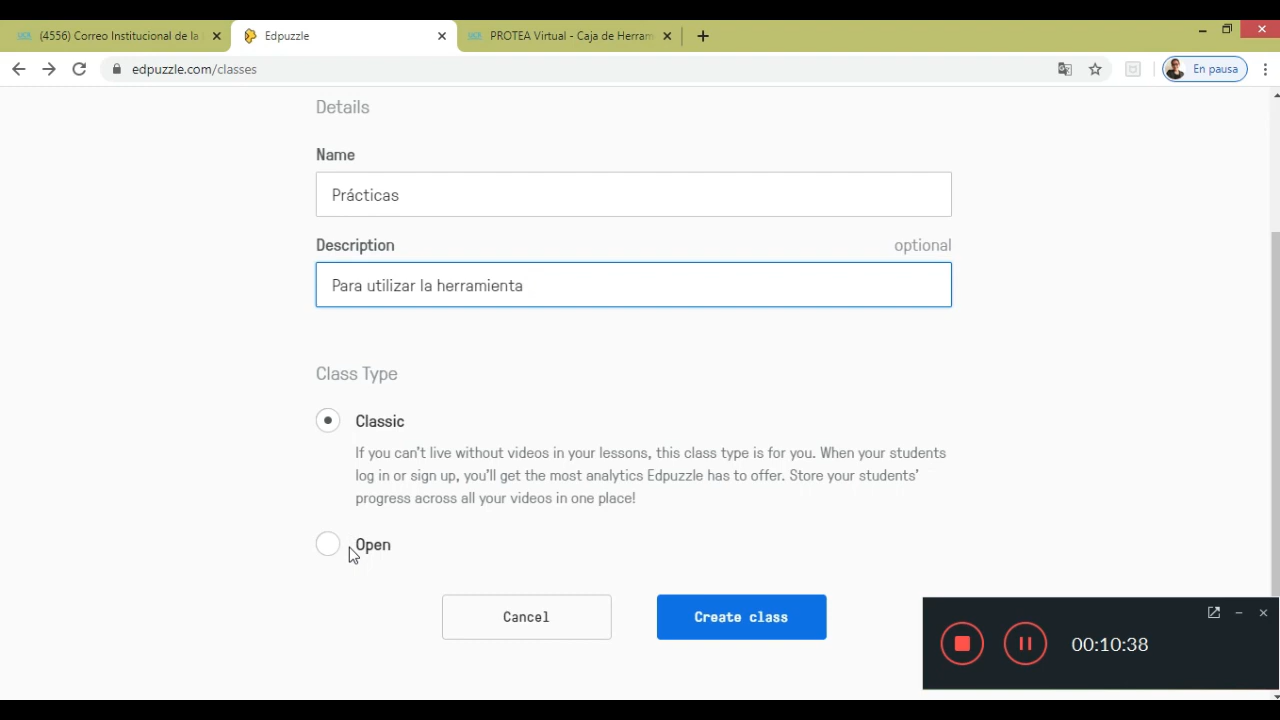 (4556) Correo Institucional de la
Edpuzzle
PROTEA Virtual - Caja de Herram
edpuzzle.com/classes
En pausa
Details
Name
Prácticas
Description
optional
Para utilizar la herramienta
Class Type
Classic
If you can't live without videos in your lessons, this class type is for you. When your students
log in or sign up, you'll get the most analytics Edpuzzle has to offer. Store your students'
progress across all your videos in one place!
Open
Cancel
Create class
00:10:38